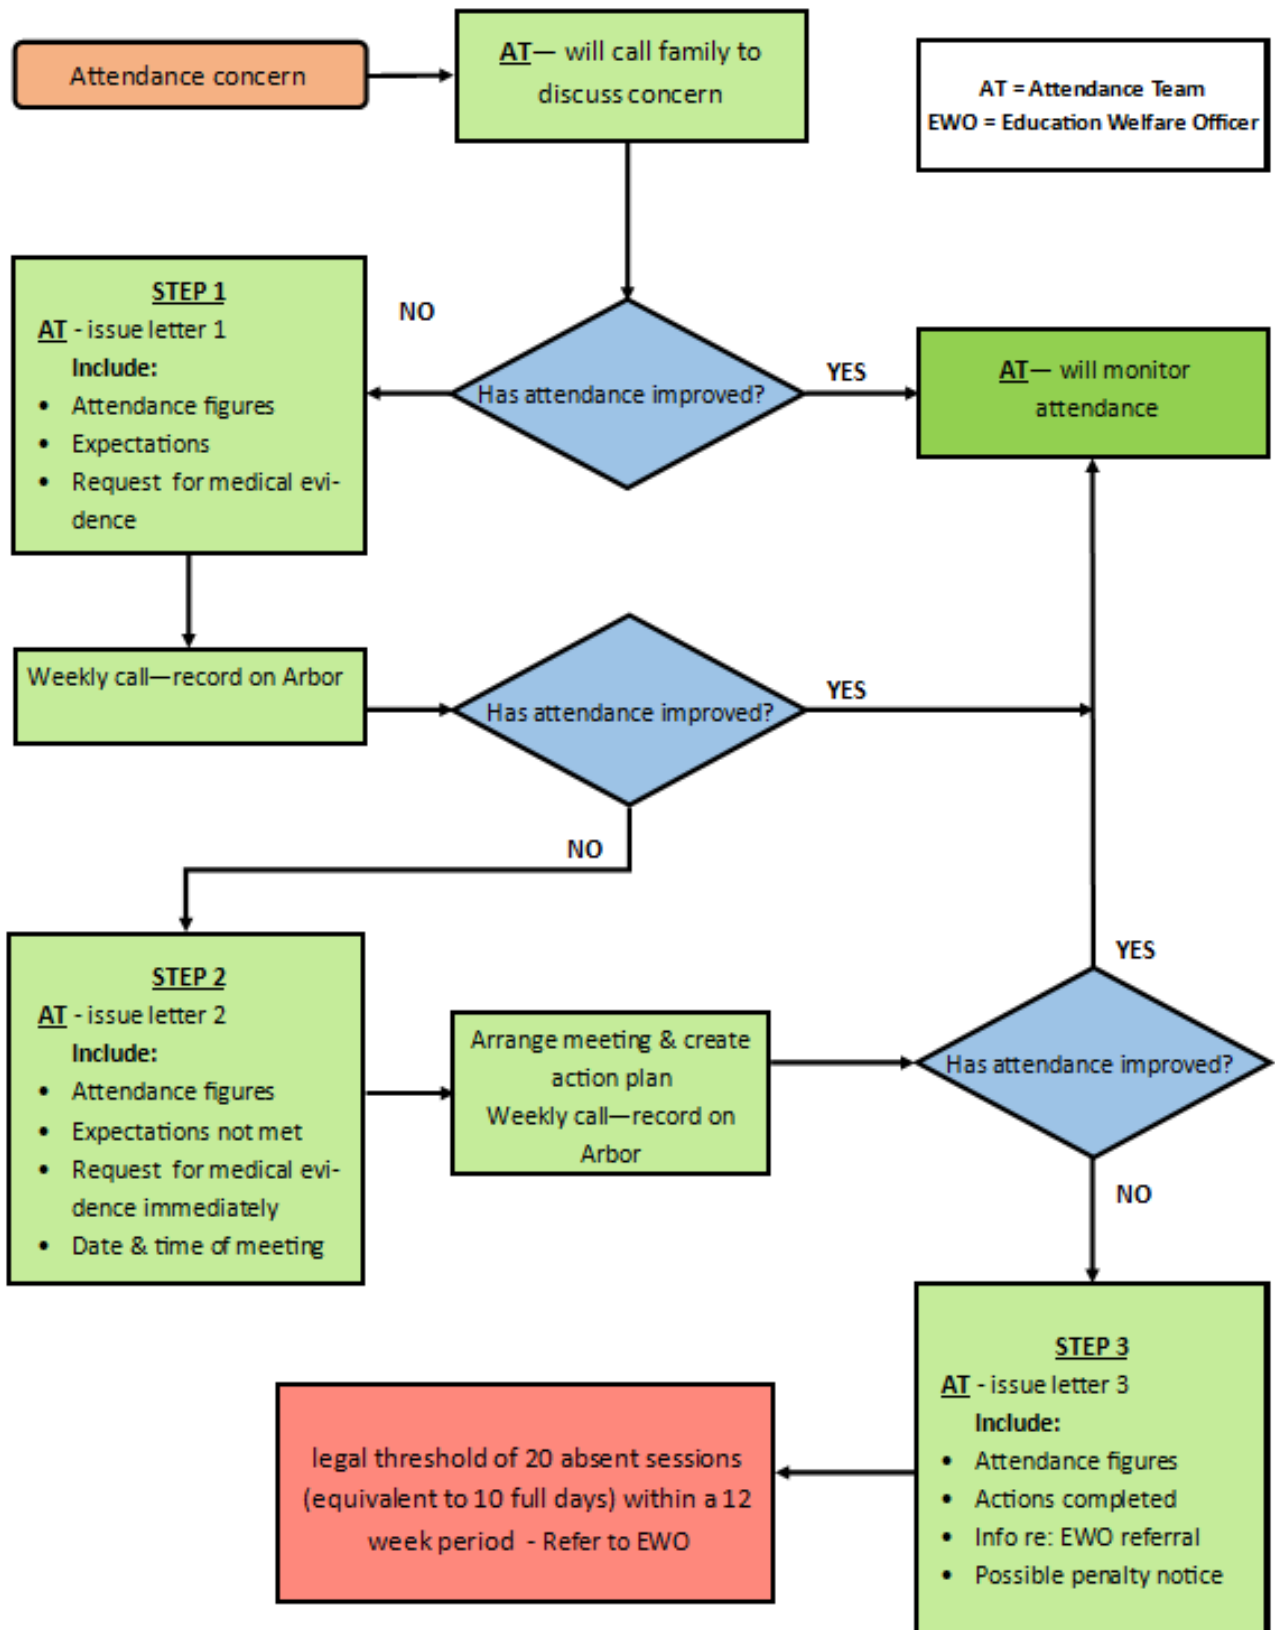 Attendance concern
AT— will call family to
discuss concern
AT = Attendance Team
EWO = Education Welfare Officer
STEP 1
AT - issue letter 1
Include:
• Attendance figures
• Expectations
• Request for medical evi-
dence
NO
Has attendance improved?
YES
AT— will monitor
attendance
Weekly call—record on Arbor
Has attendance improved?
YES
NO
STEP 2
AT - issue letter 2
Include:
• Attendance figures
• Expectations not met
• Request for medical evi-
dence immediately
• Date & time of meeting
Arrange meeting & create
action plan
Weekly call—record on
Arbor
YES
Has attendance improved?
NO
STEP 3
AT - issue letter 3
Include:
• Attendance figures
• Actions completed
• Info re: EWO referral
• Possible penalty notice
legal threshold of 20 absent sessions
(equivalent to 10 full days) within a 12
week period - Refer to EWO